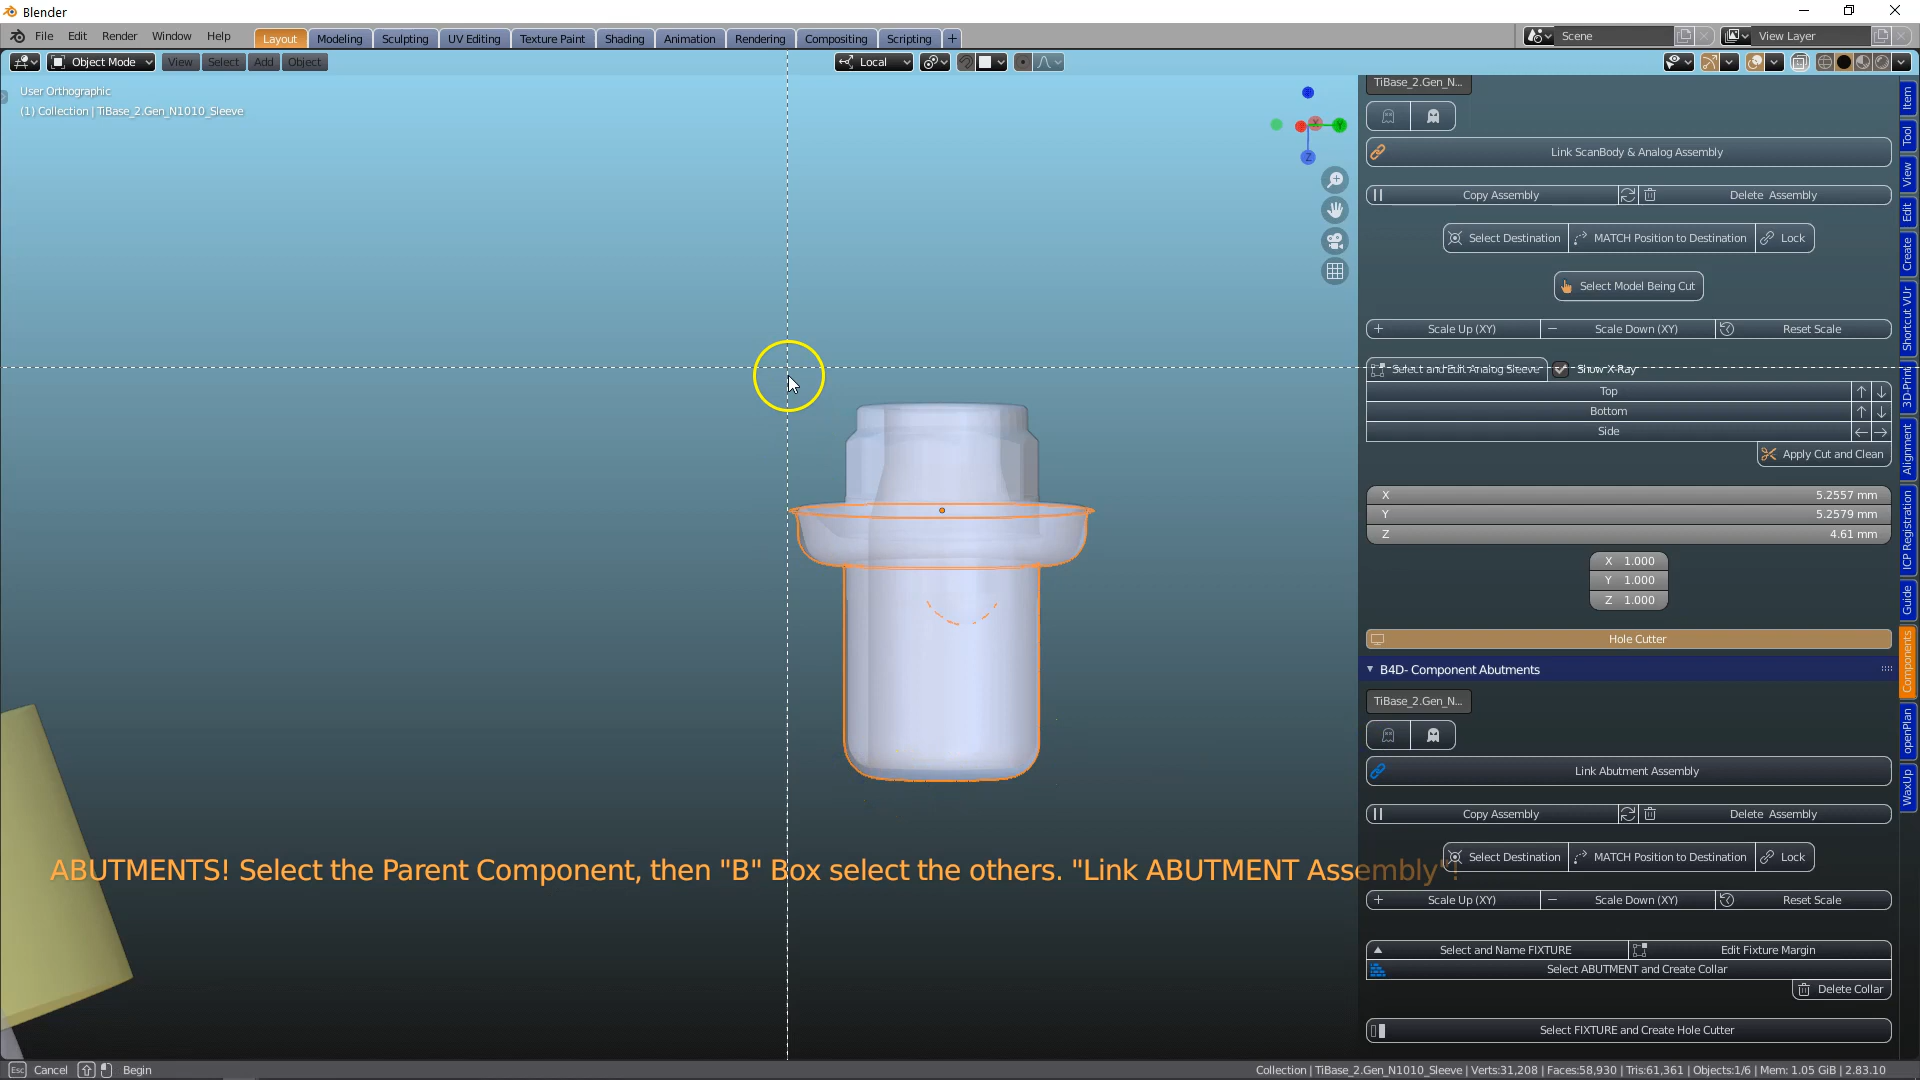 Blender
File Edit Render Window Help Layout Modeling Sculpting UV Editing Texture Paint Shading Animation Rendering Compositing Scripting + Scene View Layer
Object Mode View Select Add Object Local
User Orthographic
(1) Collection | TiBase_2.Gen_N1010_Sleeve
X Y Z
TiBase_2.Gen_N...
Link ScanBody & Analog Assembly
Copy Assembly Delete Assembly
Select Destination MATCH Position to Destination Lock
Select Model Being Cut
Scale Up (XY) Scale Down (XY) Reset Scale
Select and Edit Analog Sleeve Show X-Ray
Top
Bottom
Side
Apply Cut and Clean
X 5.2557 mm
Y 5.2579 mm
Z 4.61 mm
X 1.000
Y 1.000
Z 1.000
Hole Cutter
B4D- Component Abutments
TiBase_2.Gen_N...
Link Abutment Assembly
Copy Assembly Delete Assembly
Select Destination MATCH Position to Destination Lock
Scale Up (XY) Scale Down (XY) Reset Scale
Select and Name FIXTURE Edit Fixture Margin
Select ABUTMENT and Create Collar
Delete Collar
Select FIXTURE and Create Hole Cutter
Item
Tool
View
Edit
Create
Shortcut VUr
3D-Print
Alignment
ICP Registration
Guide
Components
openPlan
WaxUp
ABUTMENTS! Select the Parent Component, then "B" Box select the others. "Link ABUTMENT Assembly"!
Esc Cancel Begin
Collection | TiBase_2.Gen_N1010_Sleeve | Verts:31,208 | Faces:58,930 | Tris:61,361 | Objects:1/6 | Mem: 1.05 GiB | 2.83.10